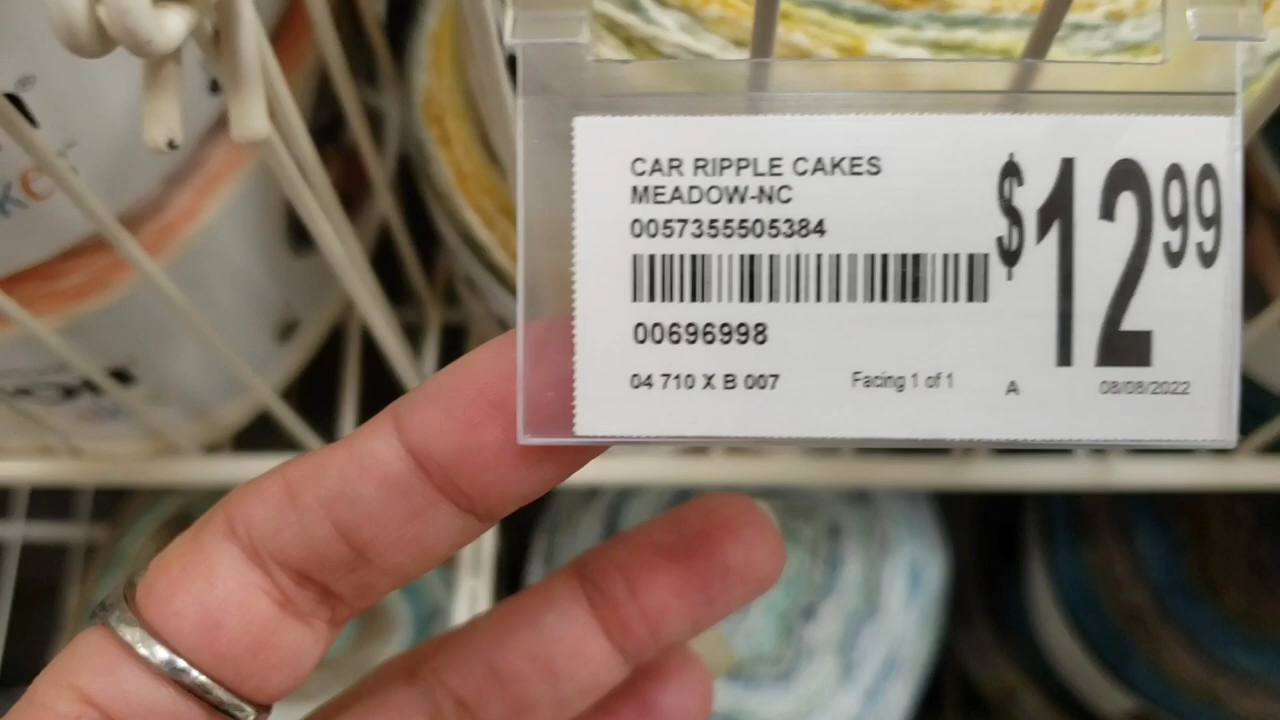 CAR RIPPLE CAKES
MEADOW-NC
0057355505384
$12.99
00696998
04 710 X B 007 Facing 1 of 1 A 08/08/2022